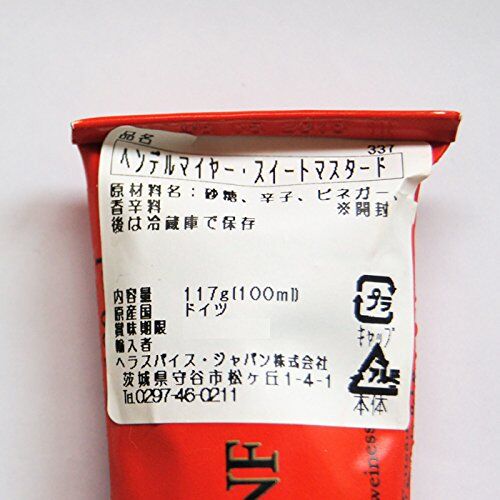 品名
337
ヘンデルマイヤー・スイートマスタード
原材料名：砂糖、辛子、ビネガー、
香辛料 ※開封
後は冷蔵庫で保存
内容量 117g(100ml)
原産国 ドイツ
賞味期限
輸入者
ヘラスパイス・ジャパン株式会社
茨城県守谷市松ヶ丘1-4-1
Tel.0297-46-0211
プラ
キャップ
アルミ
本体